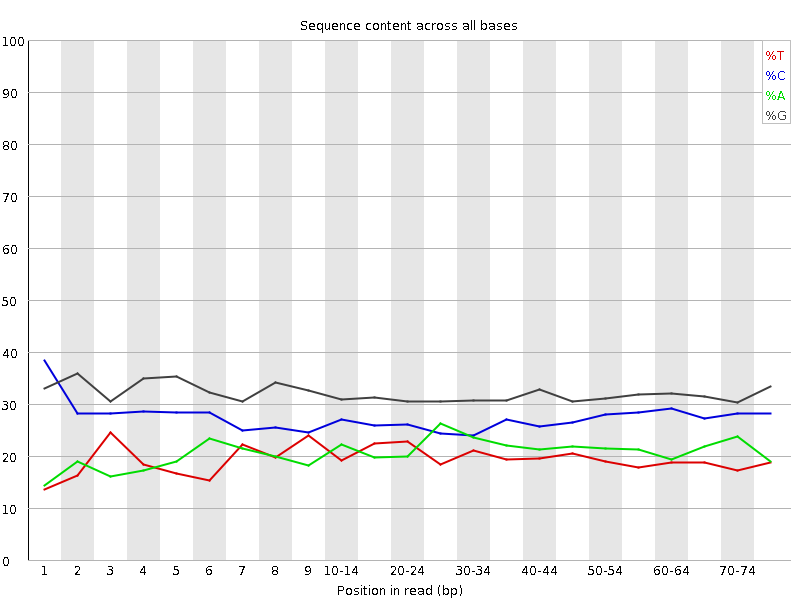 Sequence content across all bases
100
90
80
70
60
50
40
30
20
10
0
%T
%C
%A
%G
1 2 3 4 5 6 7 8 9 10-14 20-24 30-34 40-44 50-54 60-64 70-74
Position in read (bp)